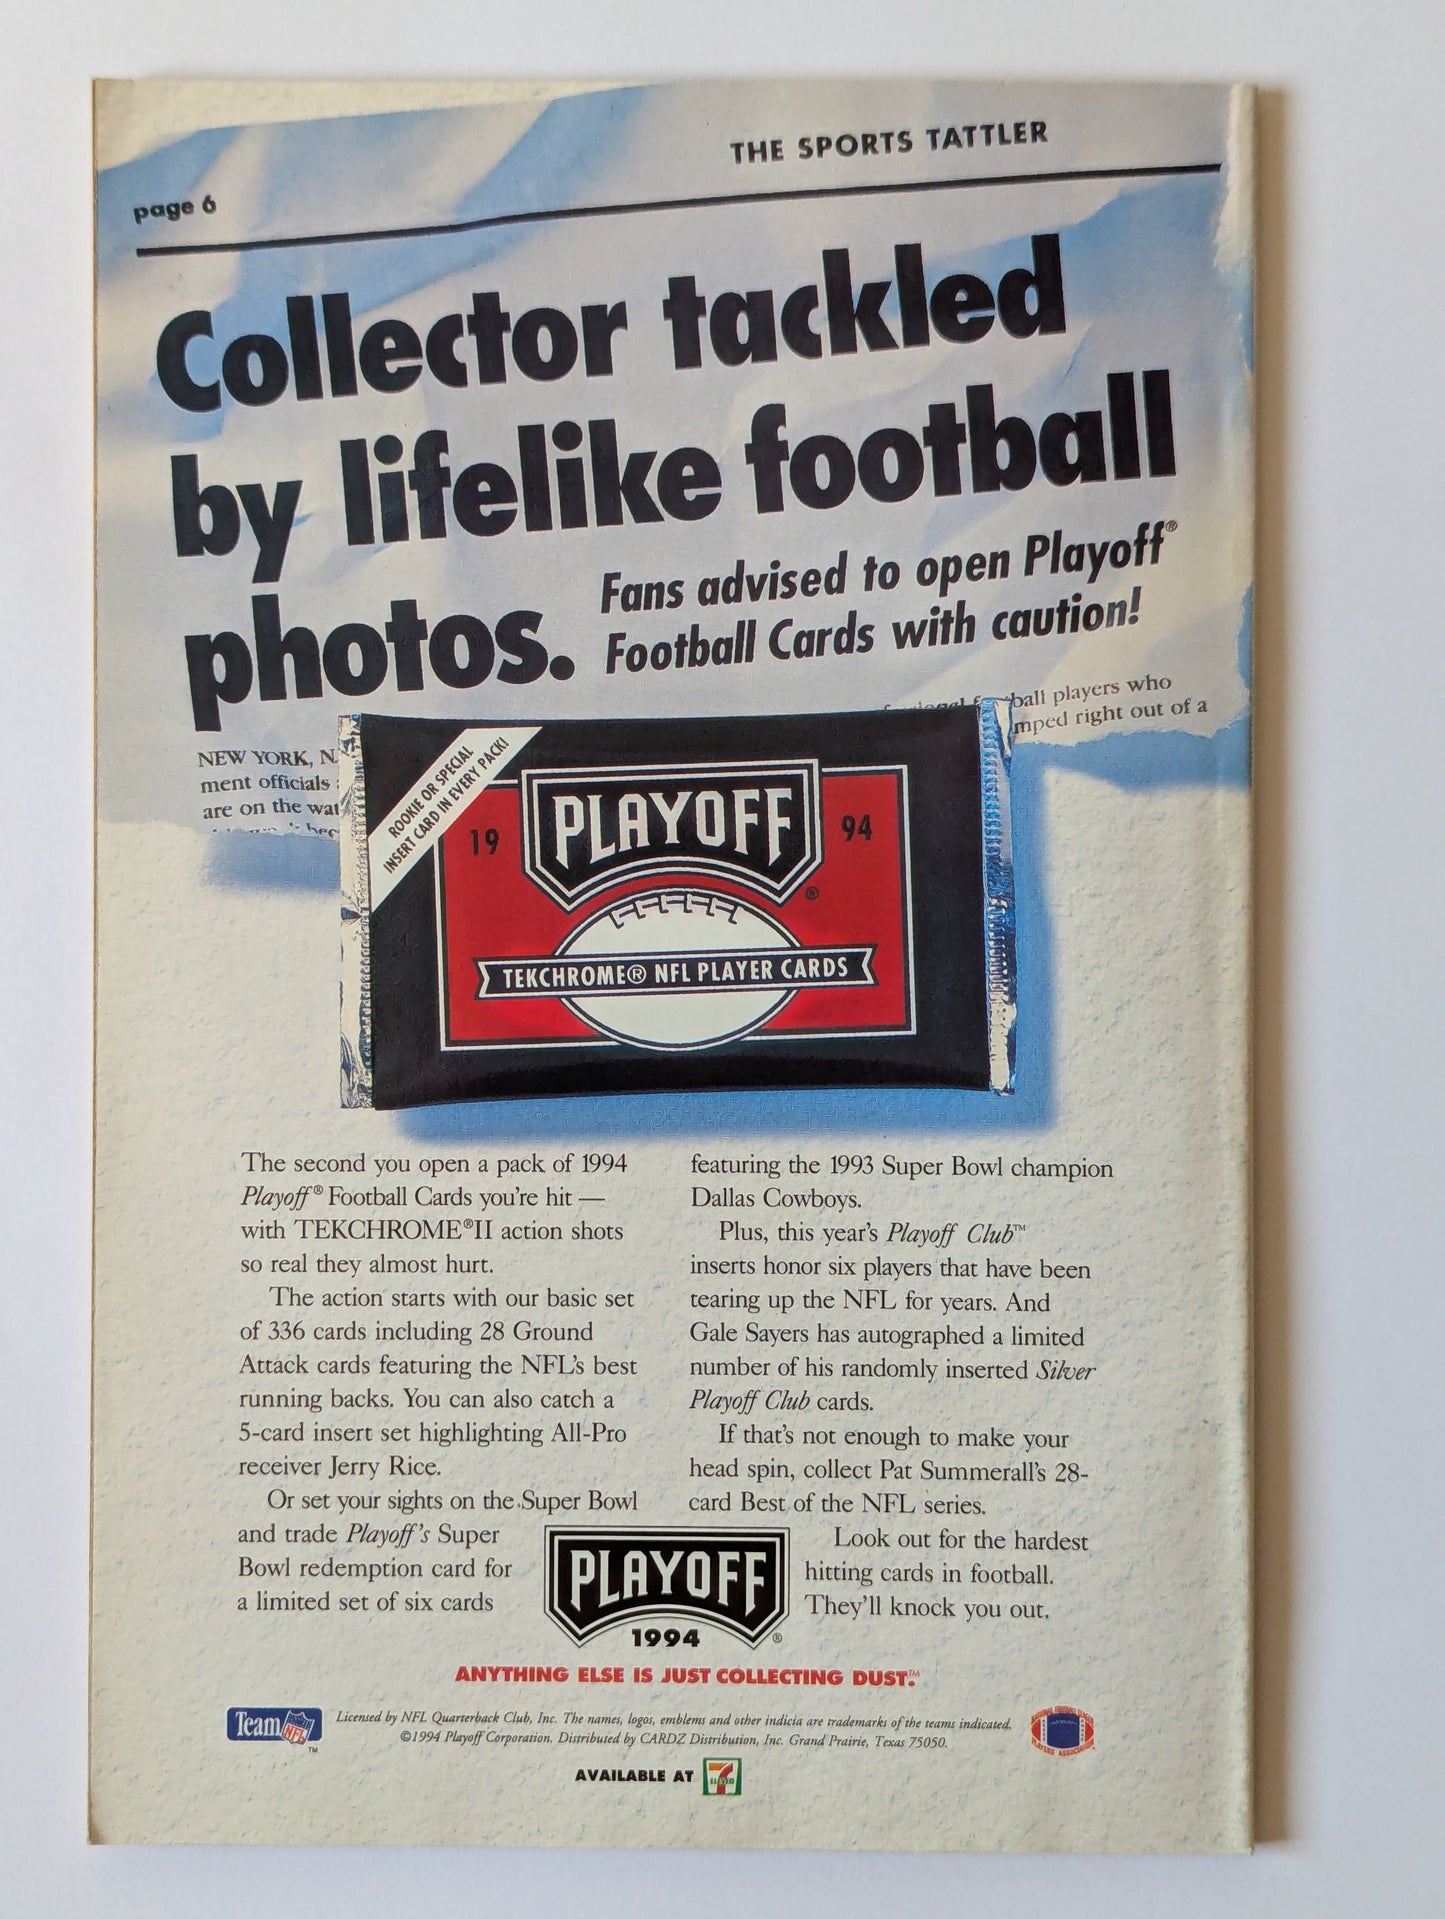 THE SPORTS TATTLER
page 6
Collector tackled
by lifelike football
photos.
Fans advised to open Playoff®
Football Cards with caution!
ball players who
mped right out of a
NEW YORK, N
ment officials
are on the wat
ROOKIE OR SPECIAL
INSERT CARD IN EVERY PACK!
19 PLAYOFF® 94
TEKCHROME® NFL PLAYER CARDS
The second you open a pack of 1994
Playoff® Football Cards you're hit —
with TEKCHROME®II action shots
so real they almost hurt.
The action starts with our basic set
of 336 cards including 28 Ground
Attack cards featuring the NFL's best
running backs. You can also catch a
5-card insert set highlighting All-Pro
receiver Jerry Rice.
Or set your sights on the Super Bowl
and trade Playoff's Super
Bowl redemption card for
a limited set of six cards
featuring the 1993 Super Bowl champion
Dallas Cowboys.
Plus, this year's Playoff Club™
inserts honor six players that have been
tearing up the NFL for years. And
Gale Sayers has autographed a limited
number of his randomly inserted Silver
Playoff Club cards.
If that's not enough to make your
head spin, collect Pat Summerall's 28-
card Best of the NFL series.
Look out for the hardest
hitting cards in football.
They'll knock you out.
PLAYOFF
1994 ®
ANYTHING ELSE IS JUST COLLECTING DUST.™
Team NFL ™
Licensed by NFL Quarterback Club, Inc. The names, logos, emblems and other indicia are trademarks of the teams indicated.
©1994 Playoff Corporation. Distributed by CARDZ Distribution, Inc. Grand Prairie, Texas 75050.
PLAYERS ASSOCIATION
AVAILABLE AT 7 ELEVEN